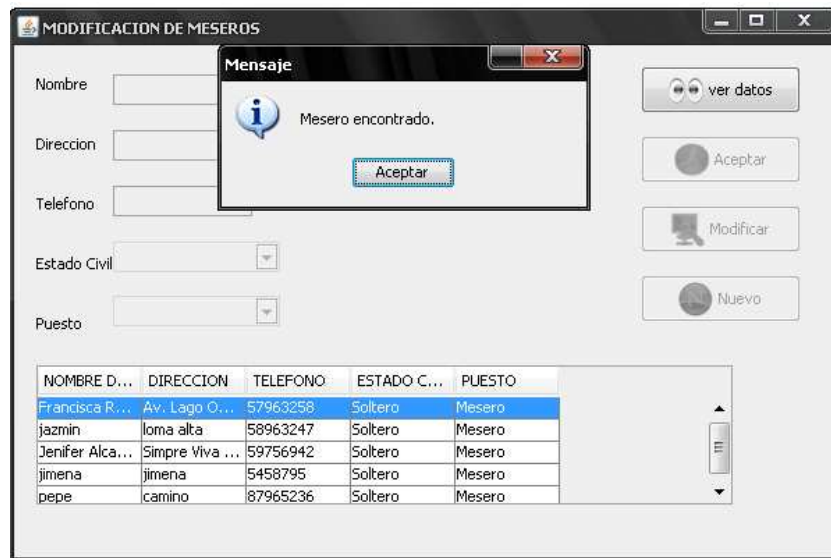 MODIFICACION DE MESEROS
Mensaje
Mesero encontrado.
Aceptar
Nombre
Direccion
Telefono
Estado Civil
Puesto
ver datos
Aceptar
Modificar
Nuevo
NOMBRE D... DIRECCION TELEFONO ESTADO C... PUESTO
Francisca R... Av. Lago O... 57963258 Soltero Mesero
jazmin loma alta 58963247 Soltero Mesero
Jenifer Alca... Simpre Viva ... 59756942 Soltero Mesero
jimena jimena 5458795 Soltero Mesero
pepe camino 87965236 Soltero Mesero